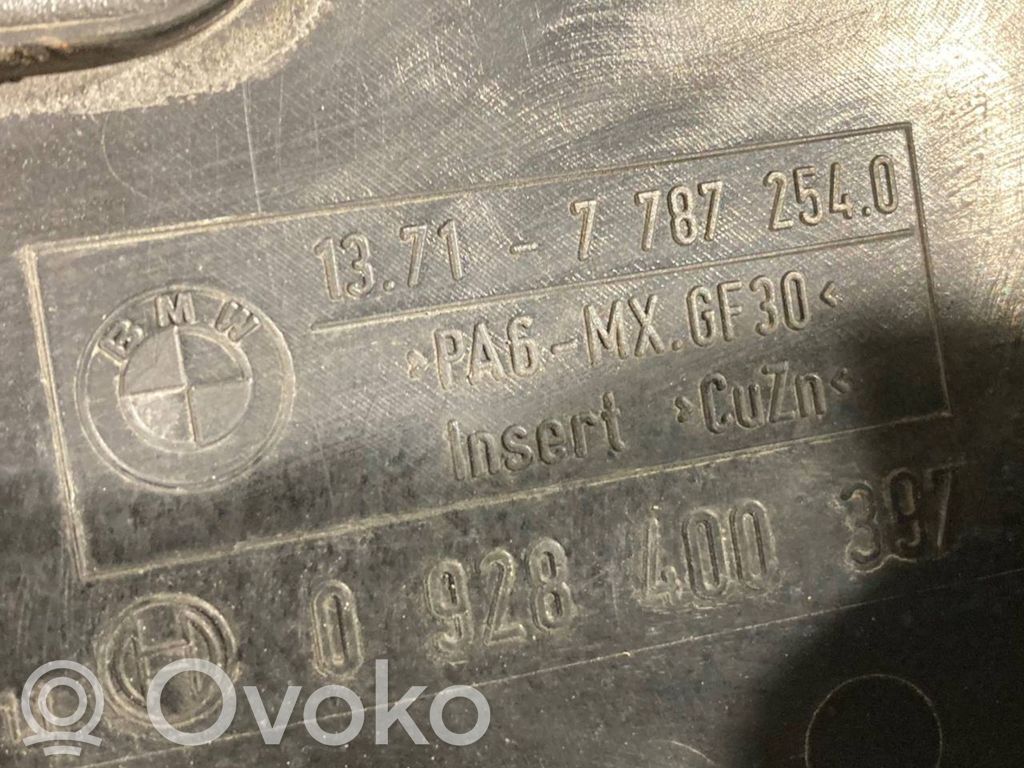 13.71 - 7 787 254.0
BMW
>PA6-MX.GF30<
Insert >CuZn<
0 928 400 397
Ovoko